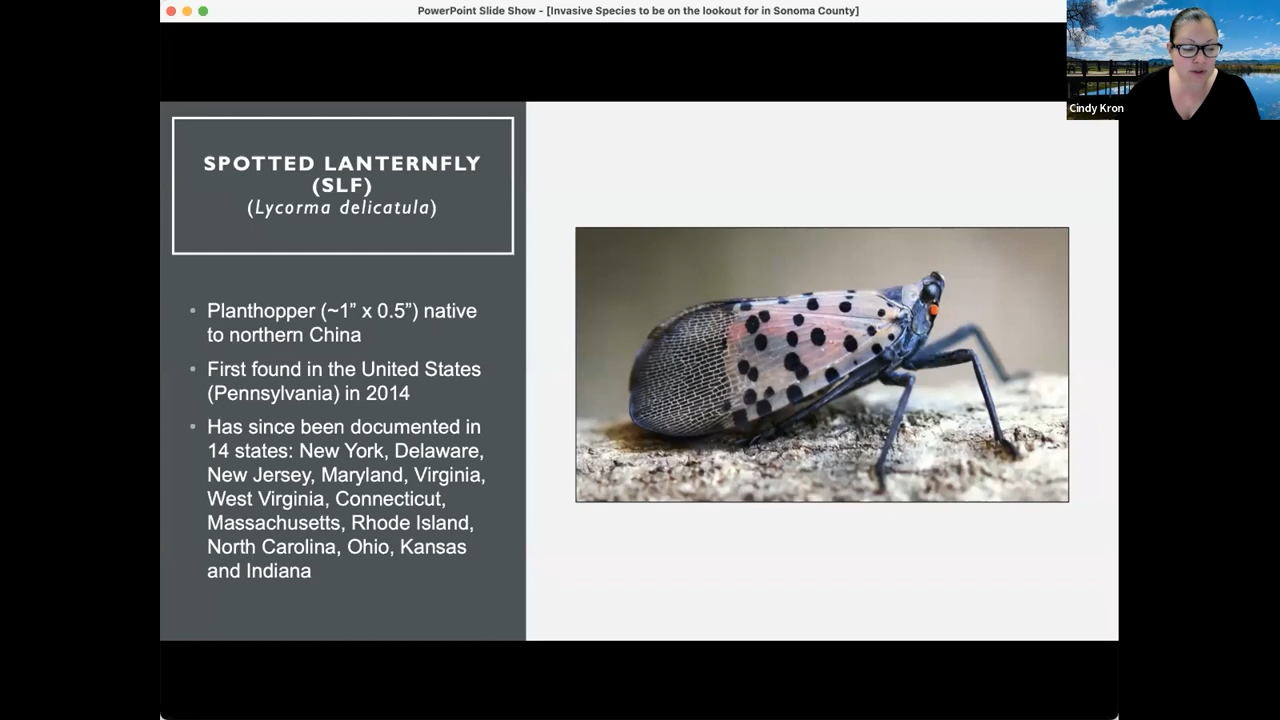 PowerPoint Slide Show - [Invasive Species to be on the lookout for in Sonoma County]
Cindy Kron
SPOTTED LANTERNFLY
(SLF)
(Lycorma delicatula)
• Planthopper (~1” x 0.5”) native
to northern China
• First found in the United States
(Pennsylvania) in 2014
• Has since been documented in
14 states: New York, Delaware,
New Jersey, Maryland, Virginia,
West Virginia, Connecticut,
Massachusetts, Rhode Island,
North Carolina, Ohio, Kansas
and Indiana